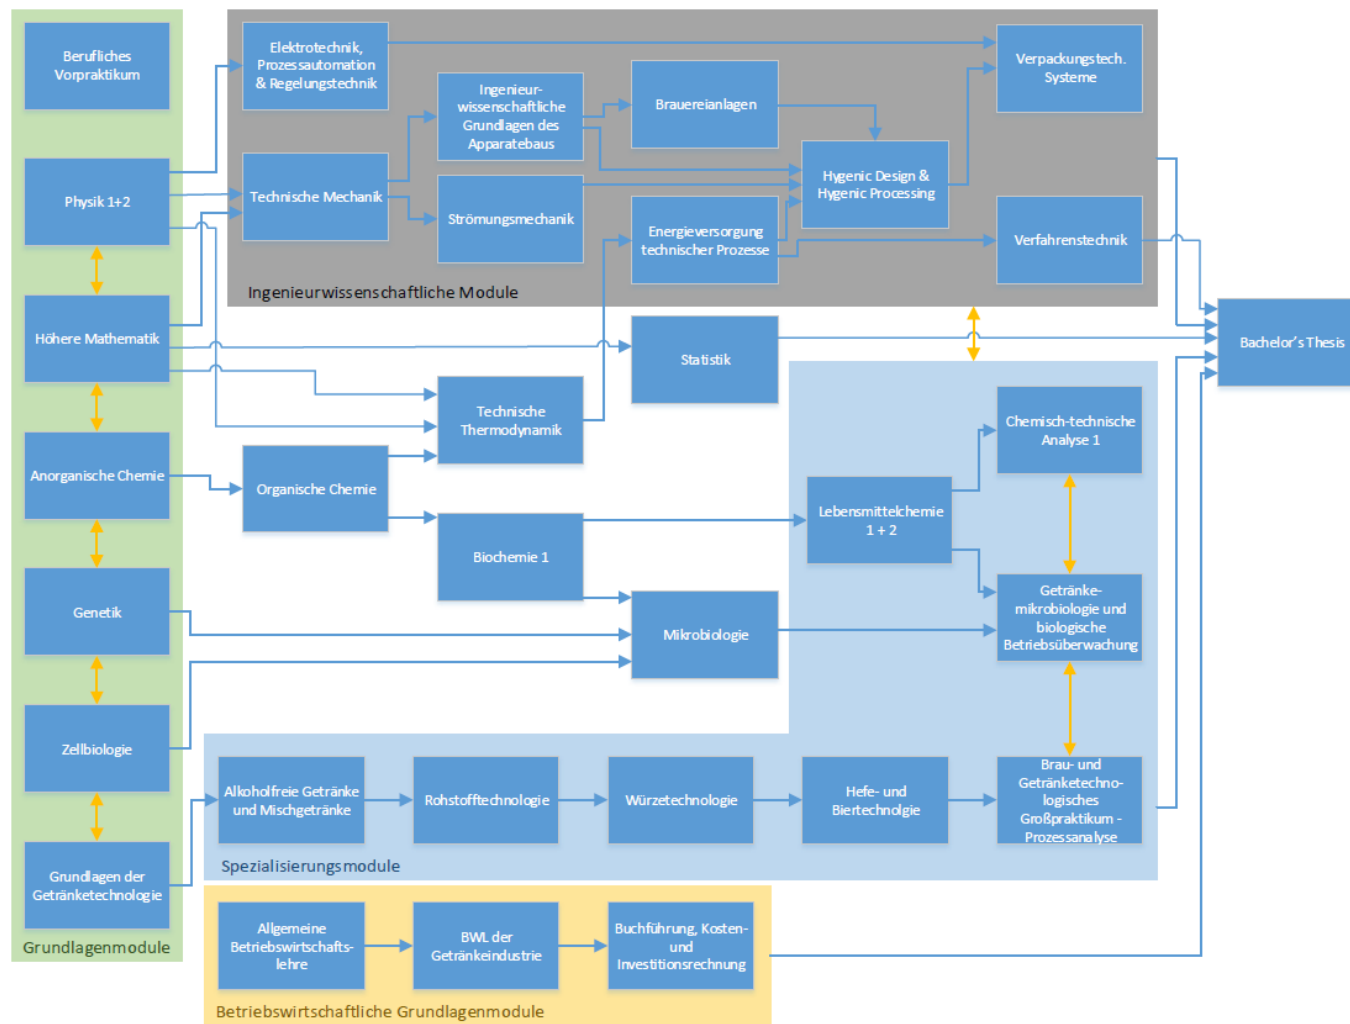 Berufliches
Vorpraktikum
Physik 1+2
Höhere Mathematik
Anorganische Chemie
Genetik
Zellbiologie
Grundlagen der
Getränketechnologie
Grundlagenmodule
Elektrotechnik,
Prozessautomation
& Regelungstechnik
Technische Mechanik
Ingenieur-
wissenschaftliche
Grundlagen des
Apparatebaus
Strömungsmechanik
Brauereianlagen
Energieversorgung
technischer Prozesse
Hygenic Design &
Hygenic Processing
Verpackungstech.
Systeme
Verfahrenstechnik
Ingenieurwissenschaftliche Module
Statistik
Technische
Thermodynamik
Organische Chemie
Biochemie 1
Mikrobiologie
Lebensmittelchemie
1 + 2
Chemisch-technische
Analyse 1
Getränke-
mikrobiologie und
biologische
Betriebsüberwachung
Alkoholfreie Getränke
und Mischgetränke
Rohstofftechnologie
Würzetechnologie
Hefe- und
Biertechnolgie
Brau- und
Getränketechno-
logisches
Großpraktikum -
Prozessanalyse
Spezialisierungsmodule
Allgemeine
Betriebswirtschafts-
lehre
BWL der
Getränkeindustrie
Buchführung, Kosten-
und
Investitionsrechnung
Betriebswirtschaftliche Grundlagenmodule
Bachelor's Thesis